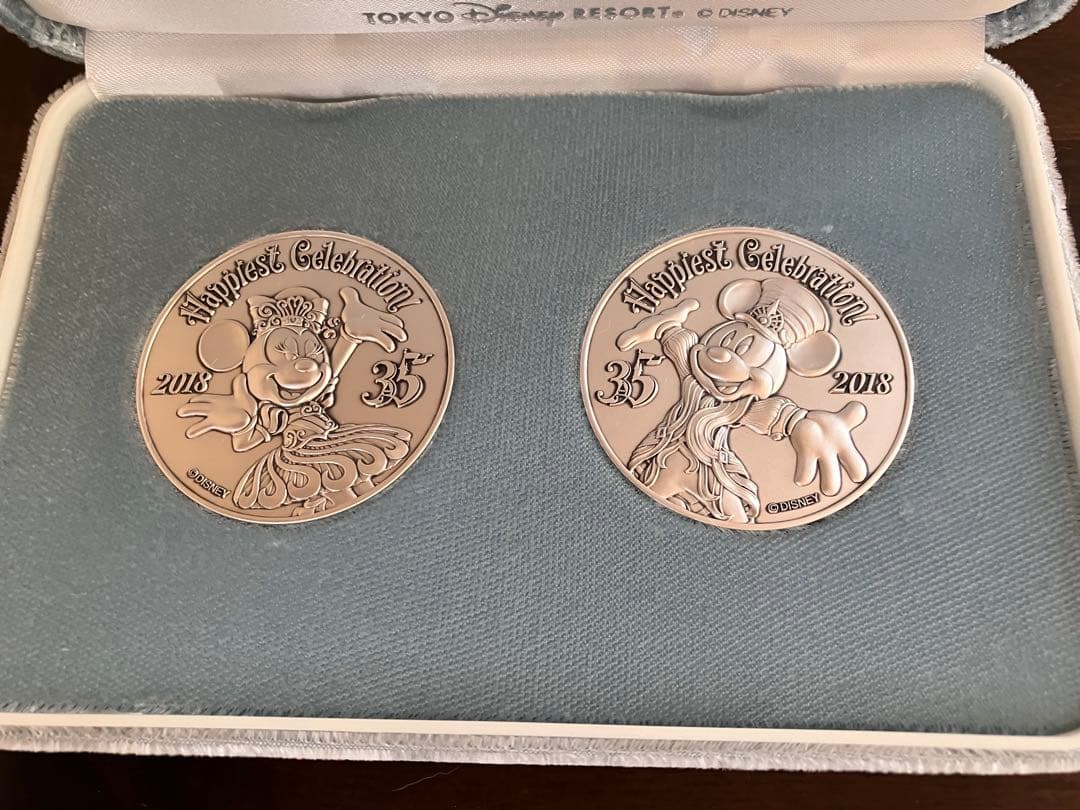 TOKYO Disney RESORT® © DISNEY
Happiest Celebration!
2018
35
© DISNEY
Happiest Celebration!
35
2018
© DISNEY